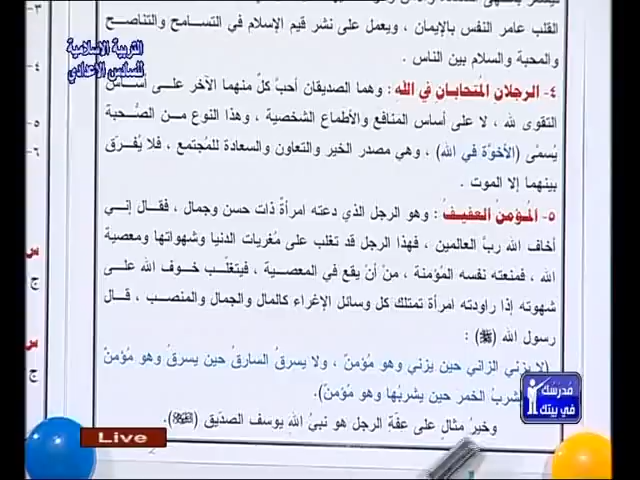 القلب عامر النفس بالإيمان ، ويعمل على نشر قيم الإسلام في التسامح والتناصح
والمحبة والسلام بين الناس .
التربية الاسلامية
للسادس الاعدادي
٤- الرجلان المُتحابان في اللهِ : وهما الصديقان أحبَّ كلٌ منهما الآخر على أساس
التقوى لله ، لا على أساس المنافع والأطماع الشخصية ، وهذا النوع من الصُّحبة
يُسمى (الأخوَّة في الله) ، وهي مصدر الخير والتعاون والسعادة للمُجتمع ، فلا يُفرّق
بينهما إلا الموت .
٥- المُؤمنُ العفيفُ : وهو الرجل الذي دعته امرأةٌ ذات حسن وجمال ، فقال إني
أخاف الله ربَّ العالمين ، فهذا الرجل قد تغلب على مُغريات الدنيا وشهواتها ومعصية
الله ، فمنعته نفسه المُؤمنة ، منْ أنْ يقع في المعصية ، فيتغلّب خوف الله على
شهوته إذا راودته امرأة تمتلك كل وسائل الإغراء كالمال والجمال والمنصب ، قال
رسول الله (ﷺ) :
(لا يزني الزاني حين يزني وهو مُؤمنٌ ، ولا يسرقُ السارقُ حين يسرقُ وهو مُؤمنٌ
يشربُ الخمرَ حين يشربُها وهو مُؤمنٌ).
وخيرُ مثالٍ على عفّةِ الرجل هو نبيُ اللهِ يوسف الصدّيق
٣-
٤-
٥-
٦-
س
ج
س
ج
مدرستك
في بيتك
Live
2